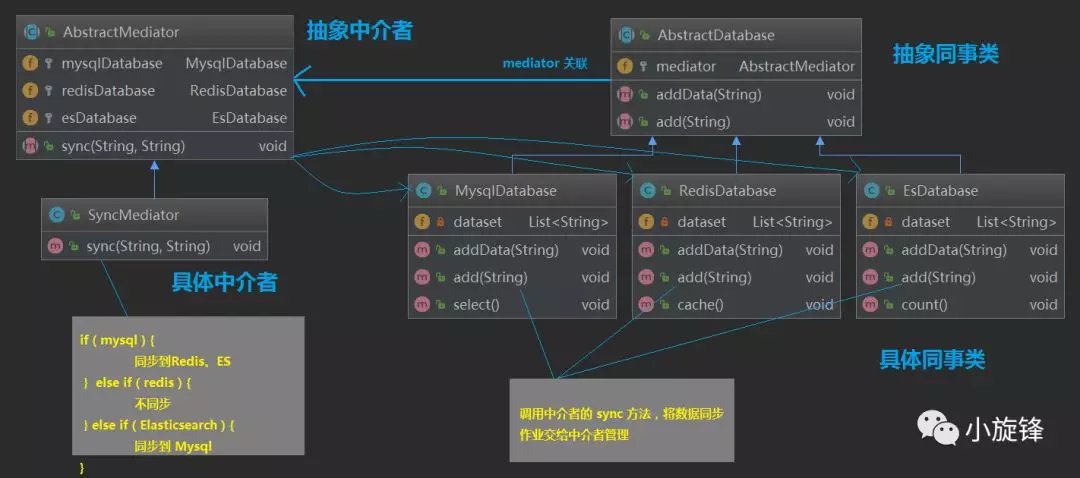 AbstractMediator
mysqlDatabase MysqlDatabase
redisDatabase RedisDatabase
esDatabase EsDatabase
sync(String, String) void
抽象中介者
mediator 关联
AbstractDatabase
mediator AbstractMediator
addData(String) void
add(String) void
抽象同事类
SyncMediator
sync(String, String) void
具体中介者
MysqlDatabase
dataset List<String>
addData(String) void
add(String) void
select() void
RedisDatabase
dataset List<String>
addData(String) void
add(String) void
cache() void
EsDatabase
dataset List<String>
addData(String) void
add(String) void
count() void
具体同事类
if ( mysql ) {
同步到Redis、ES
} else if ( redis ) {
不同步
} else if ( Elasticsearch ) {
同步到 Mysql
}
调用中介者的 sync 方法，将数据同步
作业交给中介者管理
小旋锋